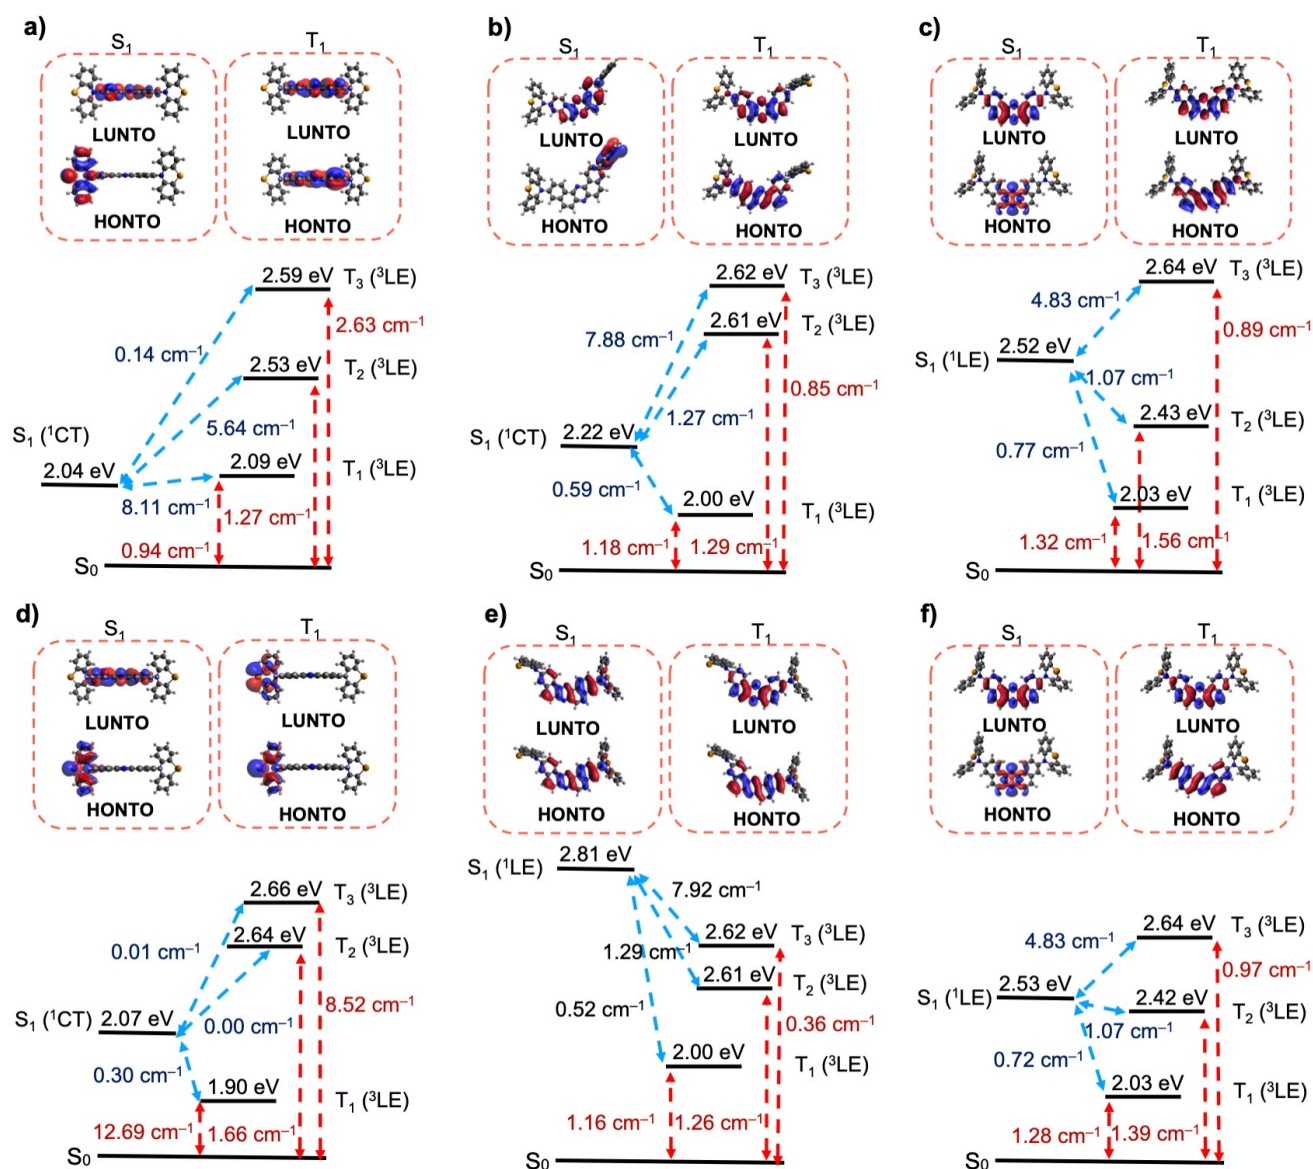 a)
S₁
T₁
LUNTO
LUNTO
HONTO
HONTO
2.59 eV
T₃ (³LE)
2.63 cm⁻¹
0.14 cm⁻¹
2.53 eV
T₂ (³LE)
5.64 cm⁻¹
S₁ (¹CT)
2.04 eV
2.09 eV
T₁ (³LE)
8.11 cm⁻¹
1.27 cm⁻¹
0.94 cm⁻¹
S₀
b)
S₁
T₁
LUNTO
LUNTO
HONTO
HONTO
2.62 eV
T₃ (³LE)
7.88 cm⁻¹
2.61 eV
T₂ (³LE)
0.85 cm⁻¹
1.27 cm⁻¹
S₁ (¹CT)
2.22 eV
0.59 cm⁻¹
2.00 eV
T₁ (³LE)
1.18 cm⁻¹
1.29 cm⁻¹
S₀
c)
S₁
T₁
LUNTO
LUNTO
HONTO
HONTO
2.64 eV
T₃ (³LE)
4.83 cm⁻¹
0.89 cm⁻¹
S₁ (¹LE)
2.52 eV
1.07 cm⁻¹
2.43 eV
T₂ (³LE)
0.77 cm⁻¹
2.03 eV
T₁ (³LE)
1.32 cm⁻¹
1.56 cm⁻¹
S₀
d)
S₁
T₁
LUNTO
LUNTO
HONTO
HONTO
2.66 eV
T₃ (³LE)
0.01 cm⁻¹
2.64 eV
T₂ (³LE)
8.52 cm⁻¹
S₁ (¹CT)
2.07 eV
0.00 cm⁻¹
0.30 cm⁻¹
1.90 eV
T₁ (³LE)
12.69 cm⁻¹
1.66 cm⁻¹
S₀
e)
S₁
T₁
LUNTO
LUNTO
HONTO
HONTO
S₁ (¹LE)
2.81 eV
7.92 cm⁻¹
2.62 eV
T₃ (³LE)
1.29 cm⁻¹
2.61 eV
T₂ (³LE)
0.52 cm⁻¹
0.36 cm⁻¹
2.00 eV
T₁ (³LE)
1.16 cm⁻¹
1.26 cm⁻¹
S₀
f)
S₁
T₁
LUNTO
LUNTO
HONTO
HONTO
2.64 eV
T₃ (³LE)
4.83 cm⁻¹
0.97 cm⁻¹
S₁ (¹LE)
2.53 eV
2.42 eV
T₂ (³LE)
1.07 cm⁻¹
0.72 cm⁻¹
2.03 eV
T₁ (³LE)
1.28 cm⁻¹
1.39 cm⁻¹
S₀